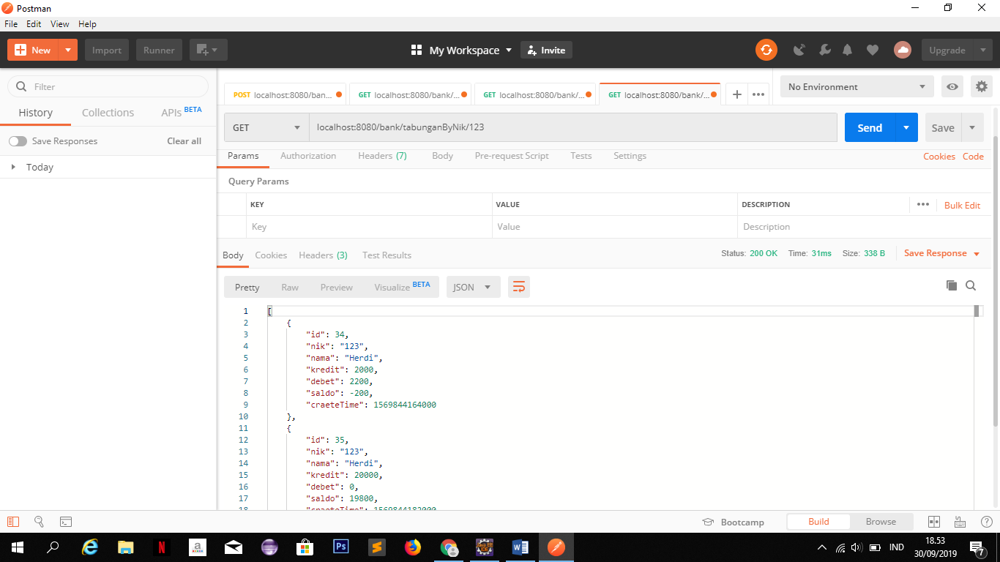 Postman
File Edit View Help
New Import Runner My Workspace Invite Upgrade
Filter
History Collections APIs BETA
Save Responses Clear all
Today
POST localhost:8080/ban... GET localhost:8080/bank/... GET localhost:8080/bank/... GET localhost:8080/bank/... + ••• No Environment
GET localhost:8080/bank/tabunganByNik/123 Send Save
Params Authorization Headers (7) Body Pre-request Script Tests Settings Cookies Code
Query Params
KEY VALUE DESCRIPTION ••• Bulk Edit
Key Value Description
Body Cookies Headers (3) Test Results Status: 200 OK Time: 31ms Size: 338 B Save Response
Pretty Raw Preview Visualize BETA JSON
1 [
2 {
3 "id": 34,
4 "nik": "123",
5 "nama": "Herdi",
6 "kredit": 2000,
7 "debet": 2200,
8 "saldo": -200,
9 "craeteTime": 1569844164000
10 },
11 {
12 "id": 35,
13 "nik": "123",
14 "nama": "Herdi",
15 "kredit": 20000,
16 "debet": 0,
17 "saldo": 19800,
18 "craeteTime": 1569844182000
Bootcamp Build Browse
18.53
IND
30/09/2019 7